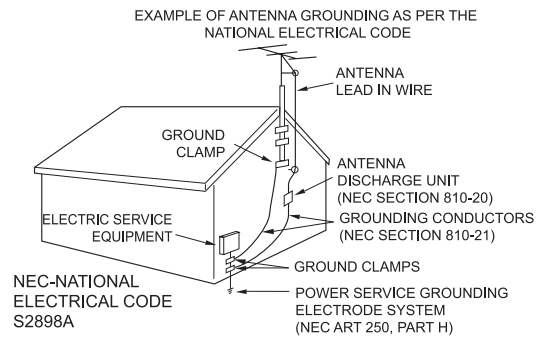 EXAMPLE OF ANTENNA GROUNDING AS PER THE
NATIONAL ELECTRICAL CODE
ANTENNA
LEAD IN WIRE
GROUND
CLAMP
ANTENNA
DISCHARGE UNIT
(NEC SECTION 810-20)
ELECTRIC SERVICE
EQUIPMENT
GROUNDING CONDUCTORS
(NEC SECTION 810-21)
GROUND CLAMPS
NEC-NATIONAL
ELECTRICAL CODE
S2898A
POWER SERVICE GROUNDING
ELECTRODE SYSTEM
(NEC ART 250, PART H)